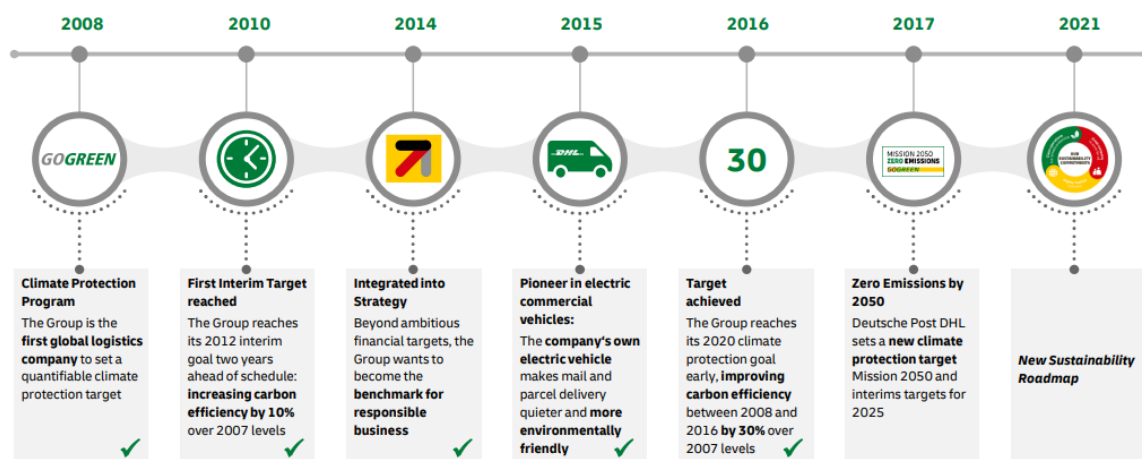 2008
2010
2014
2015
2016
2017
2021
GOGREEN
DHL
30
MISSION 2050
ZERO EMISSIONS
GOGREEN
OUR
SUSTAINABILITY
COMMITMENTS
Climate Protection
Program
The Group is the
first global logistics
company to set a
quantifiable climate
protection target
First Interim Target
reached
The Group reaches
its 2012 interim
goal two years
ahead of schedule:
increasing carbon
efficiency by 10%
over 2007 levels
Integrated into
Strategy
Beyond ambitious
financial targets, the
Group wants to
become the
benchmark for
responsible
business
Pioneer in electric
commercial
vehicles:
The company's own
electric vehicle
makes mail and
parcel delivery
quieter and more
environmentally
friendly
Target
achieved
The Group reaches
its 2020 climate
protection goal
early, improving
carbon efficiency
between 2008 and
2016 by 30% over
2007 levels
Zero Emissions by
2050
Deutsche Post DHL
sets a new climate
protection target
Mission 2050 and
interims targets for
2025
New Sustainability
Roadmap